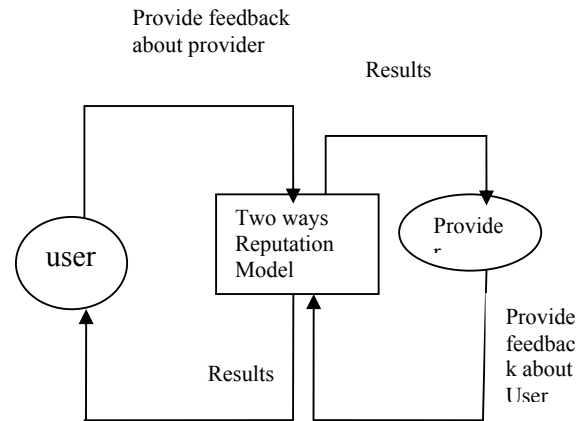 Provide feedback
about provider
Results
user
Two ways
Reputation
Model
Provide
r
Provide
feedbac
k about
User
Results